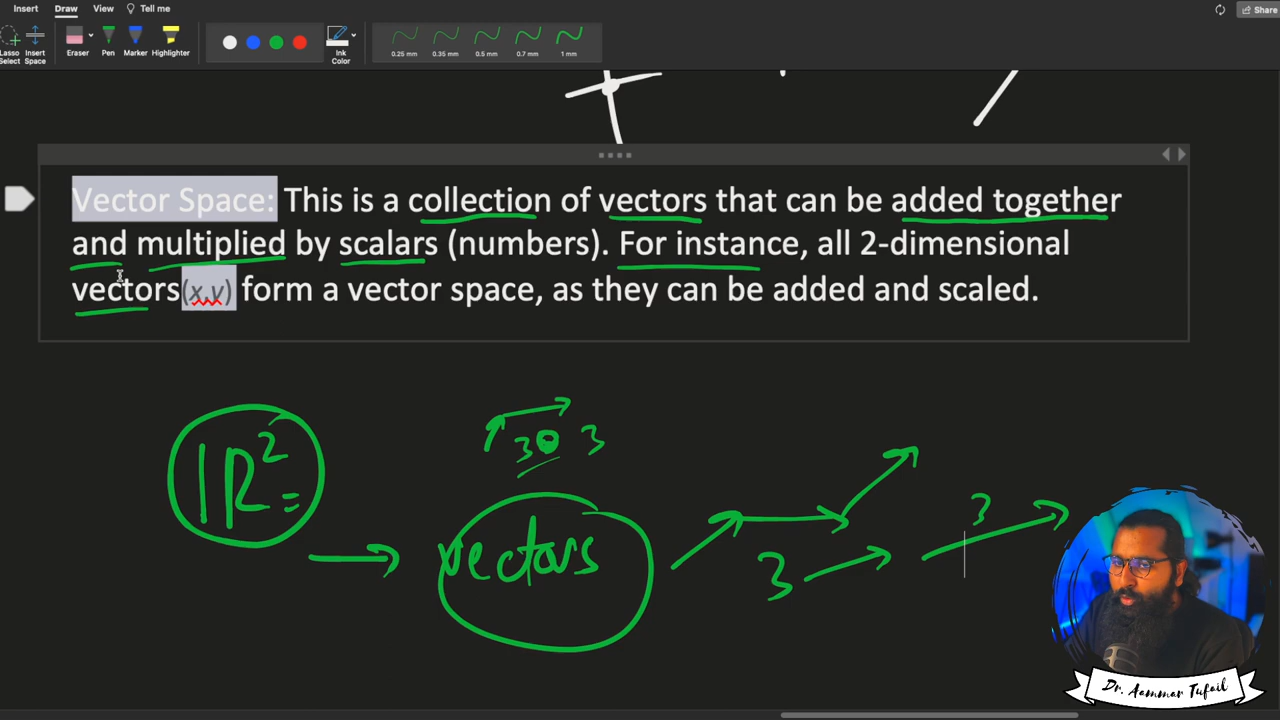 Insert Draw View Tell me Share
Lasso Select
Insert Space
Eraser
Pen
Marker
Highlighter
Ink Color
0.25 mm 0.35 mm 0.5 mm 0.7 mm 1 mm
Vector Space: This is a collection of vectors that can be added together
and multiplied by scalars (numbers). For instance, all 2-dimensional
vectors(x,y) form a vector space, as they can be added and scaled.
3 3
ℝ² =
vectors
3
3
Dr. Aammar Tufail